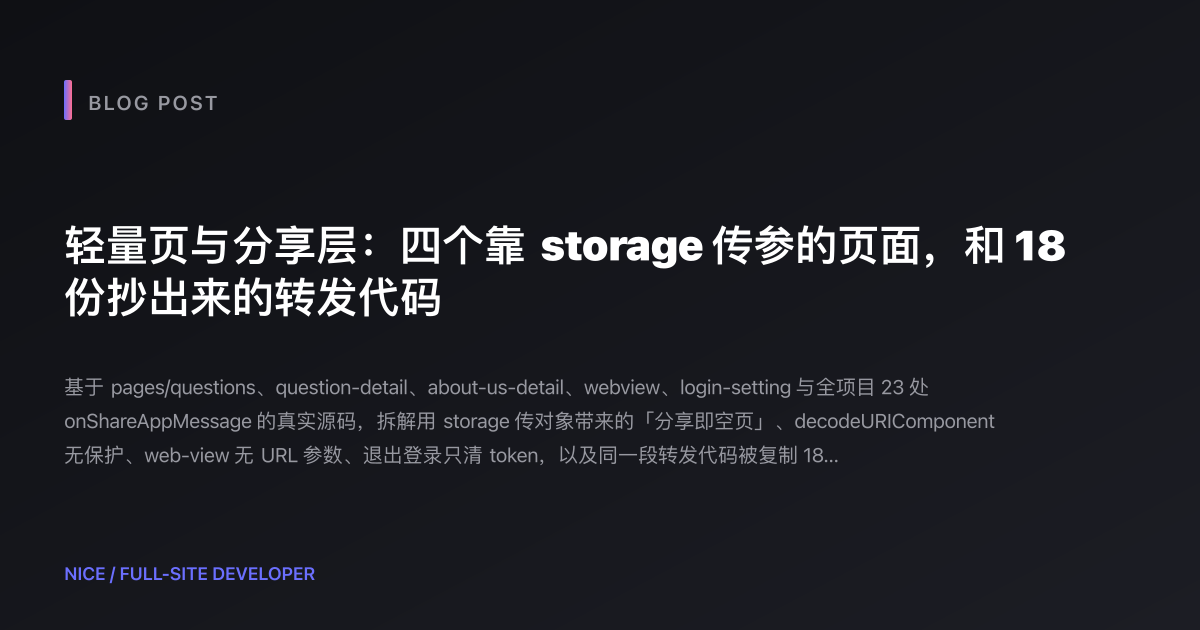 BLOG POST
轻量页与分享层：四个靠 storage 传参的页面，和 18
份抄出来的转发代码
基于 pages/questions、question-detail、about-us-detail、webview、login-setting 与全项目 23 处
onShareAppMessage 的真实源码，拆解用 storage 传对象带来的「分享即空页」、decodeURIComponent
无保护、web-view 无 URL 参数、退出登录只清 token，以及同一段转发代码被复制 18...
NICE / FULL-SITE DEVELOPER